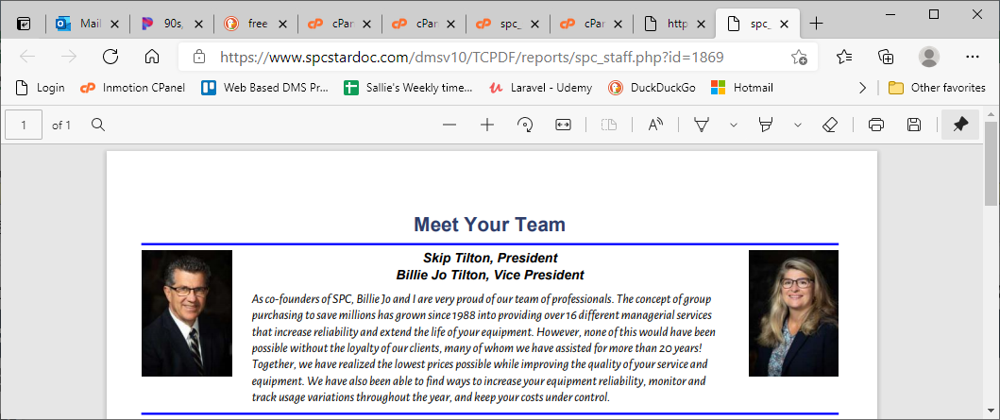 Mail
90s,
free
cPan
cPan
spc_
cPan
http
spc_
https://www.spcstardoc.com/dmsv10/TCPDF/reports/spc_staff.php?id=1869
Login
Inmotion CPanel
Web Based DMS Pr...
Sallie's Weekly time...
Laravel - Udemy
DuckDuckGo
Hotmail
Other favorites
1 of 1
Meet Your Team
Skip Tilton, President
Billie Jo Tilton, Vice President
As co-founders of SPC, Billie Jo and I are very proud of our team of professionals. The concept of group
purchasing to save millions has grown since 1988 into providing over 16 different managerial services
that increase reliability and extend the life of your equipment. However, none of this would have been
possible without the loyalty of our clients, many of whom we have assisted for more than 20 years!
Together, we have realized the lowest prices possible while improving the quality of your service and
equipment. We have also been able to find ways to increase your equipment reliability, monitor and
track usage variations throughout the year, and keep your costs under control.